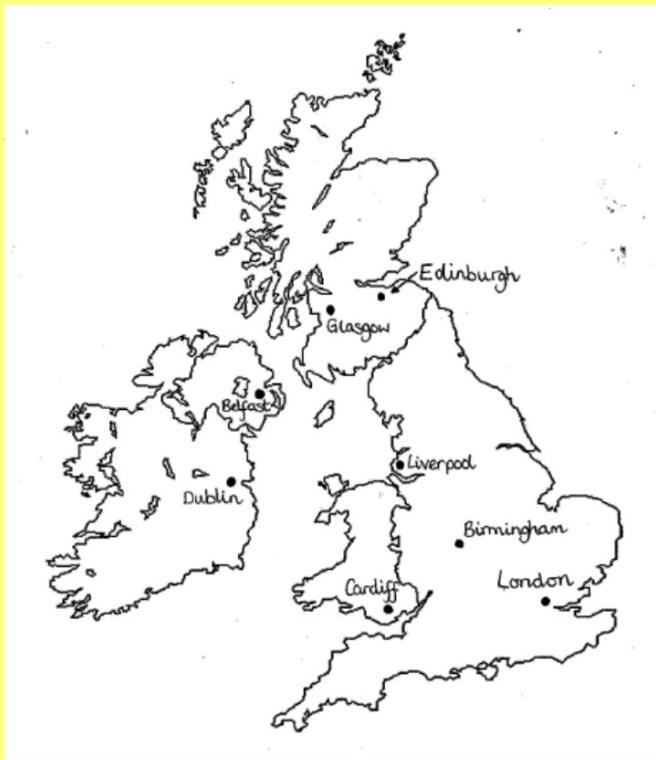 Edinburgh
Glasgow
Belfast
Liverpool
Dublin
Birmingham
London
Cardiff